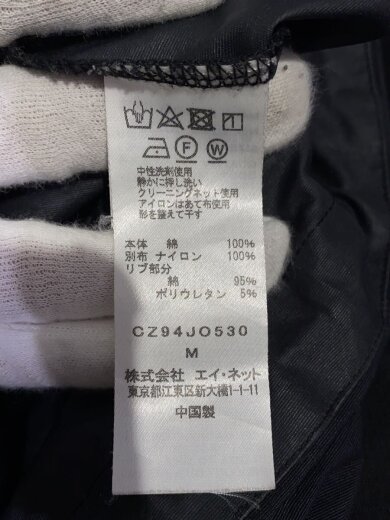 中性洗剤使用
静かに押し洗い
クリーニングネット使用
アイロンはあて布使用
形を整えて干す
本体 綿 100%
別布 ナイロン 100%
リブ部分
綿 95%
ポリウレタン 5%
CZ94JO530
M
株式会社 エイ・ネット
東京都江東区新大橋1-1-11
中国製